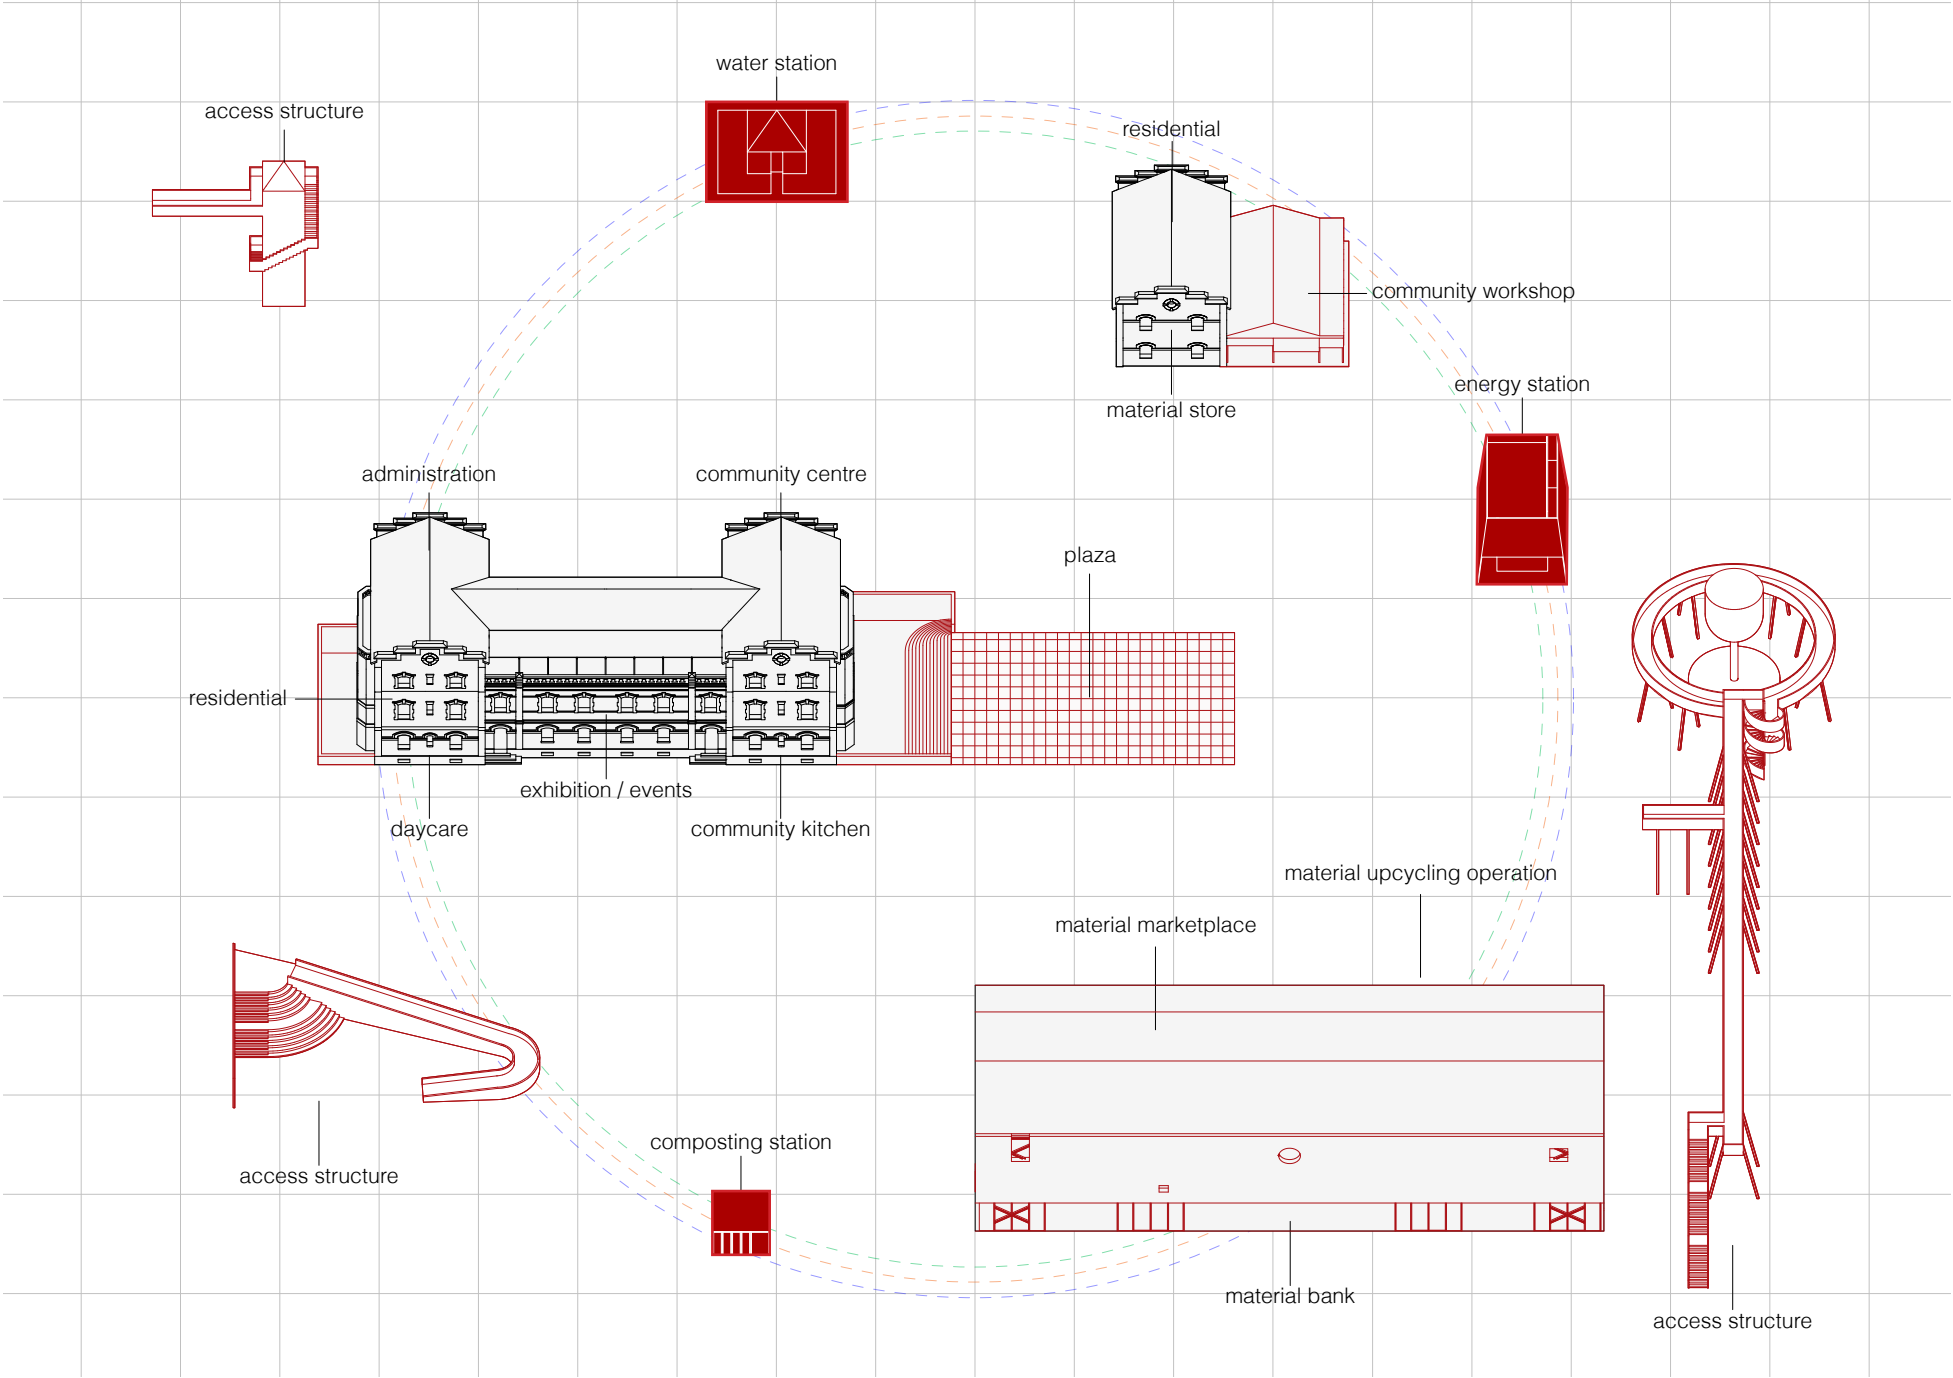 water station
access structure
residential
community workshop
energy station
material store
administration
community centre
plaza
residential
exhibition / events
daycare
community kitchen
material upcycling operation
material marketplace
composting station
access structure
material bank
access structure